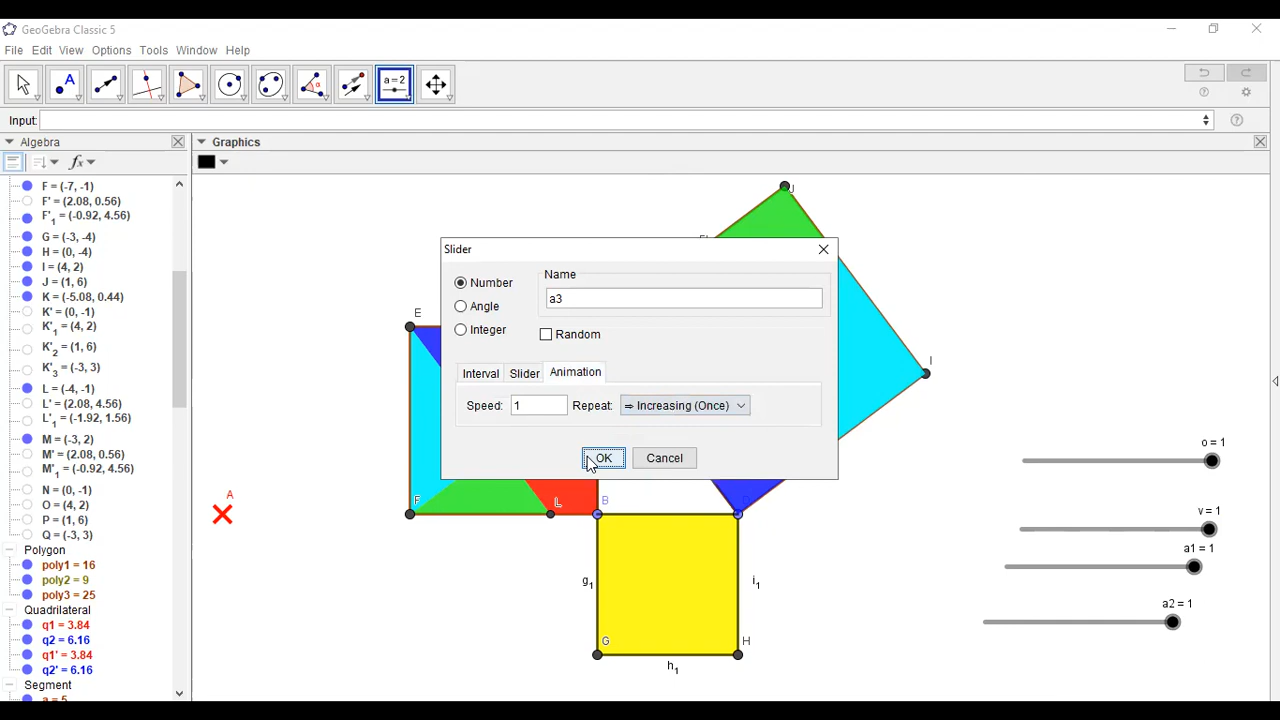 GeoGebra Classic 5
File Edit View Options Tools Window Help
a=2
Input:
Algebra
Graphics
F = (-7, -1)
F' = (2.08, 0.56)
F'1 = (-0.92, 4.56)
G = (-3, -4)
H = (0, -4)
I = (4, 2)
J = (1, 6)
K = (-5.08, 0.44)
K' = (0, -1)
K'1 = (4, 2)
K'2 = (1, 6)
K'3 = (-3, 3)
L = (-4, -1)
L' = (2.08, 4.56)
L'1 = (-1.92, 1.56)
M = (-3, 2)
M' = (2.08, 0.56)
M'1 = (-0.92, 4.56)
N = (0, -1)
O = (4, 2)
P = (1, 6)
Q = (-3, 3)
Polygon
poly1 = 16
poly2 = 9
poly3 = 25
Quadrilateral
q1 = 3.84
q2 = 6.16
q1' = 3.84
q2' = 6.16
Segment
J
Slider
Number
Angle
Integer
Name
a3
Random
Interval Slider Animation
Speed: 1 Repeat: ⇒ Increasing (Once)
OK Cancel
E
I
A
F
L
B
D
g1
i1
G
H
h1
o = 1
v = 1
a1 = 1
a2 = 1